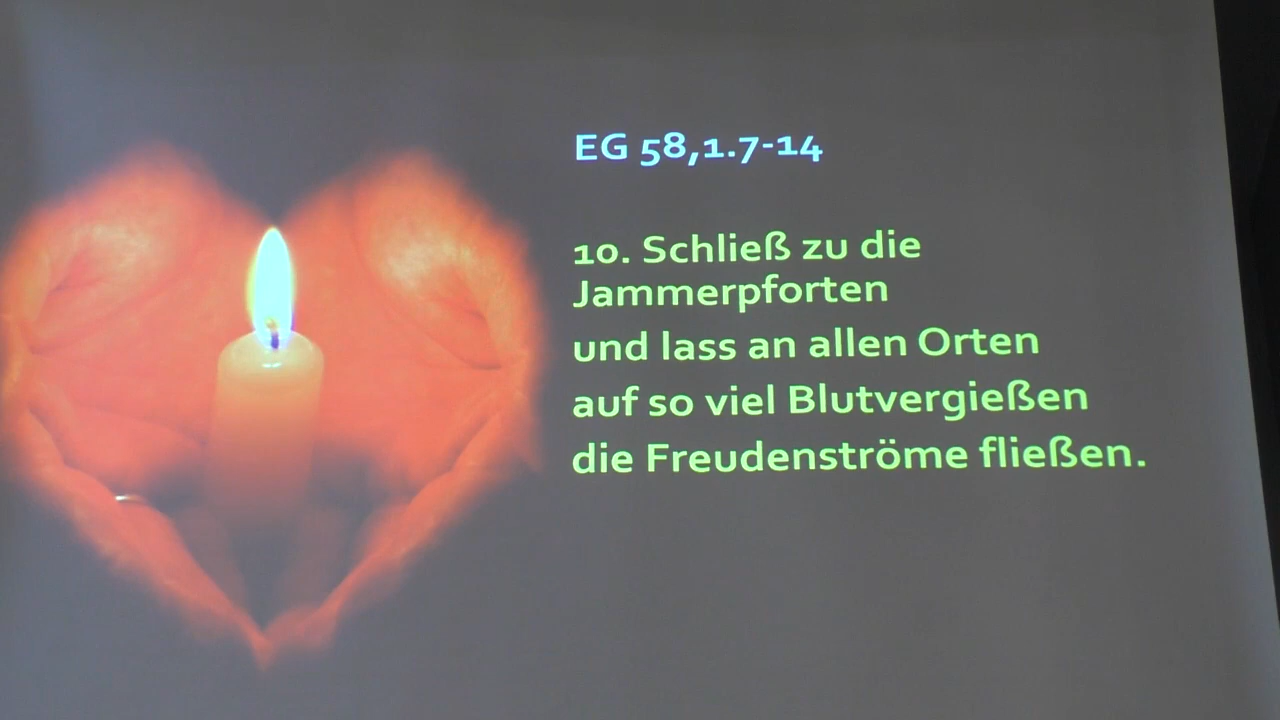 EG 58,1.7-14
10. Schließ zu die
Jammerpforten
und lass an allen Orten
auf so viel Blutvergießen
die Freudenströme fließen.